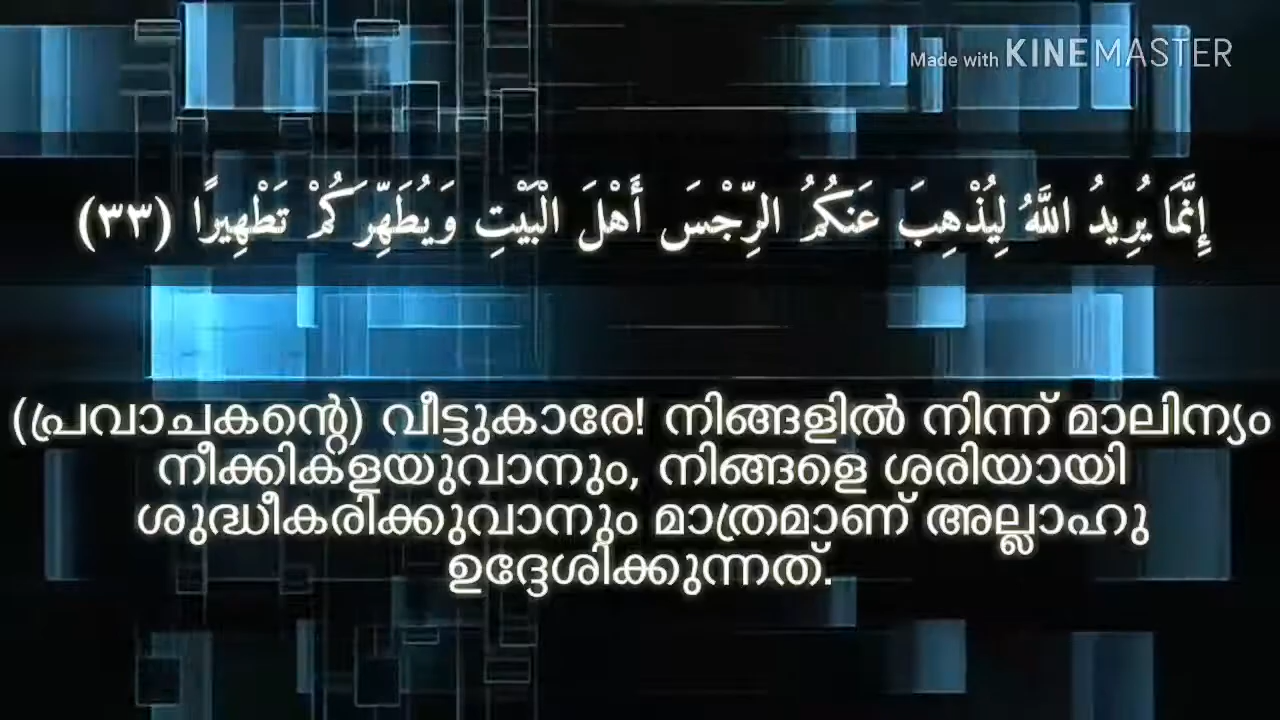 Made with KINEMASTER
إِنَّمَا يُرِيدُ اللَّهُ لِيُذْهِبَ عَنكُمُ الرِّجْسَ أَهْلَ الْبَيْتِ وَيُطَهِّرَكُمْ تَطْهِيرًا (٣٣)
(പ്രവാചകന്റെ) വീട്ടുകാരേ! നിങ്ങളില്‍ നിന്ന് മാലിന്യം
നീക്കിക്കളയുവാനും, നിങ്ങളെ ശരിയായി
ശുദ്ധീകരിക്കുവാനും മാത്രമാണ് അല്ലാഹു
ഉദ്ദേശിക്കുന്നത്.